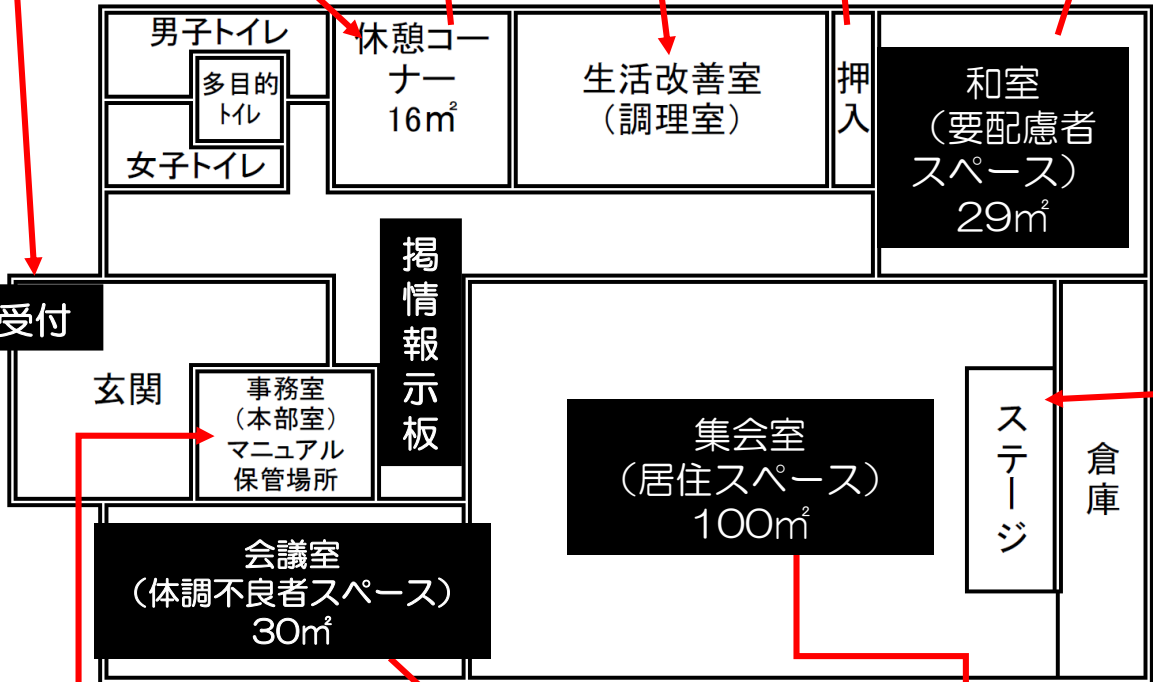 男子トイレ
多目的
トイレ
女子トイレ
休憩コー
ナー
16㎡
生活改善室
（調理室）
押
入
和室
（要配慮者
スペース）
29㎡
受付
玄関
事務室
（本部室）
マニュアル
保管場所
掲
情
報
示
板
集会室
（居住スペース）
100㎡
ステージ
倉
庫
会議室
（体調不良者スペース）
30㎡